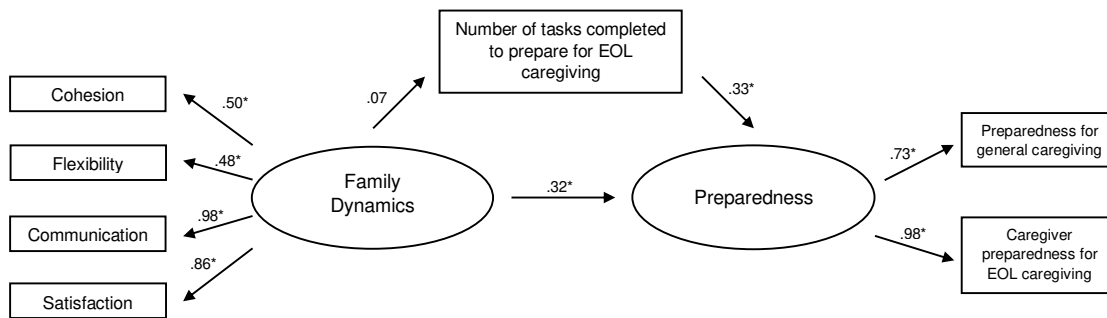 Number of tasks completed
to prepare for EOL
caregiving
Cohesion
.50*
.07
.33*
Flexibility
.48*
Family
Dynamics
.32*
Preparedness
.73*
Preparedness for
general caregiving
Communication
.98*
.98*
Caregiver
preparedness for
EOL caregiving
Satisfaction
.86*